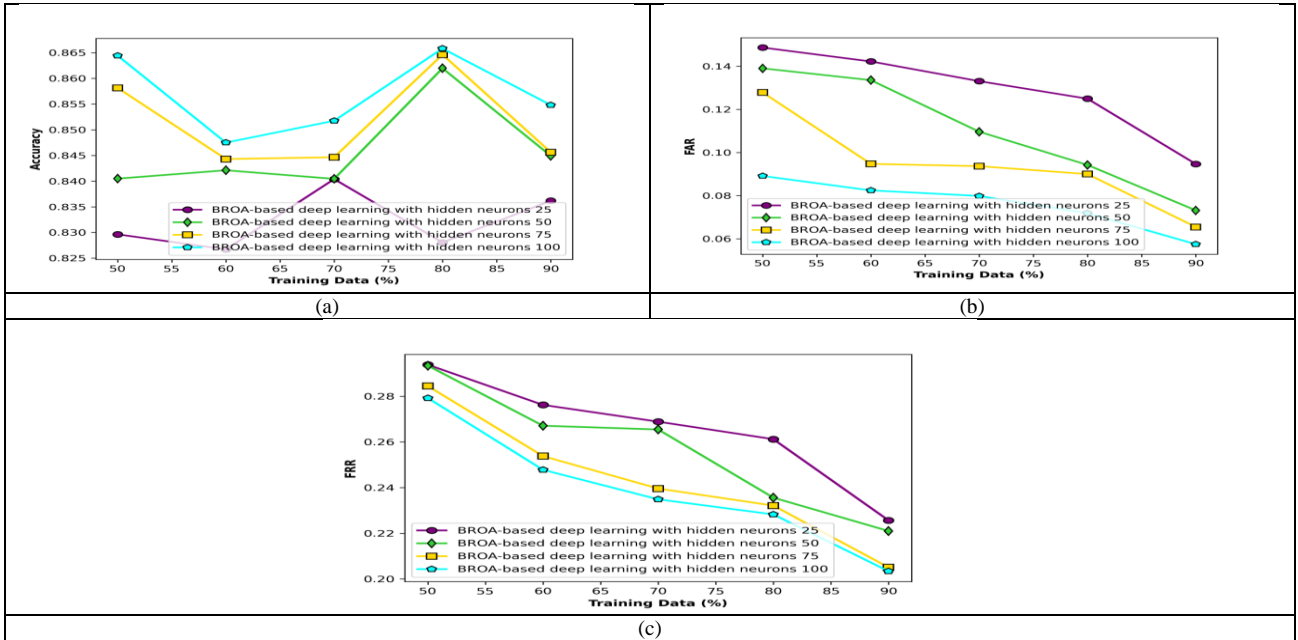 0.865
0.860
0.855
0.850
0.845
0.840
0.835
0.830
0.825
Accuracy
BROA-based deep learning with hidden neurons 25
BROA-based deep learning with hidden neurons 50
BROA-based deep learning with hidden neurons 75
BROA-based deep learning with hidden neurons 100
50 55 60 65 70 75 80 85 90
Training Data (%)
(a)
0.14
0.12
0.10
0.08
0.06
FAR
BROA-based deep learning with hidden neurons 25
BROA-based deep learning with hidden neurons 50
BROA-based deep learning with hidden neurons 75
BROA-based deep learning with hidden neurons 100
50 55 60 65 70 75 80 85 90
Training Data (%)
(b)
0.28
0.26
0.24
0.22
0.20
FRR
BROA-based deep learning with hidden neurons 25
BROA-based deep learning with hidden neurons 50
BROA-based deep learning with hidden neurons 75
BROA-based deep learning with hidden neurons 100
50 55 60 65 70 75 80 85 90
Training Data (%)
(c)